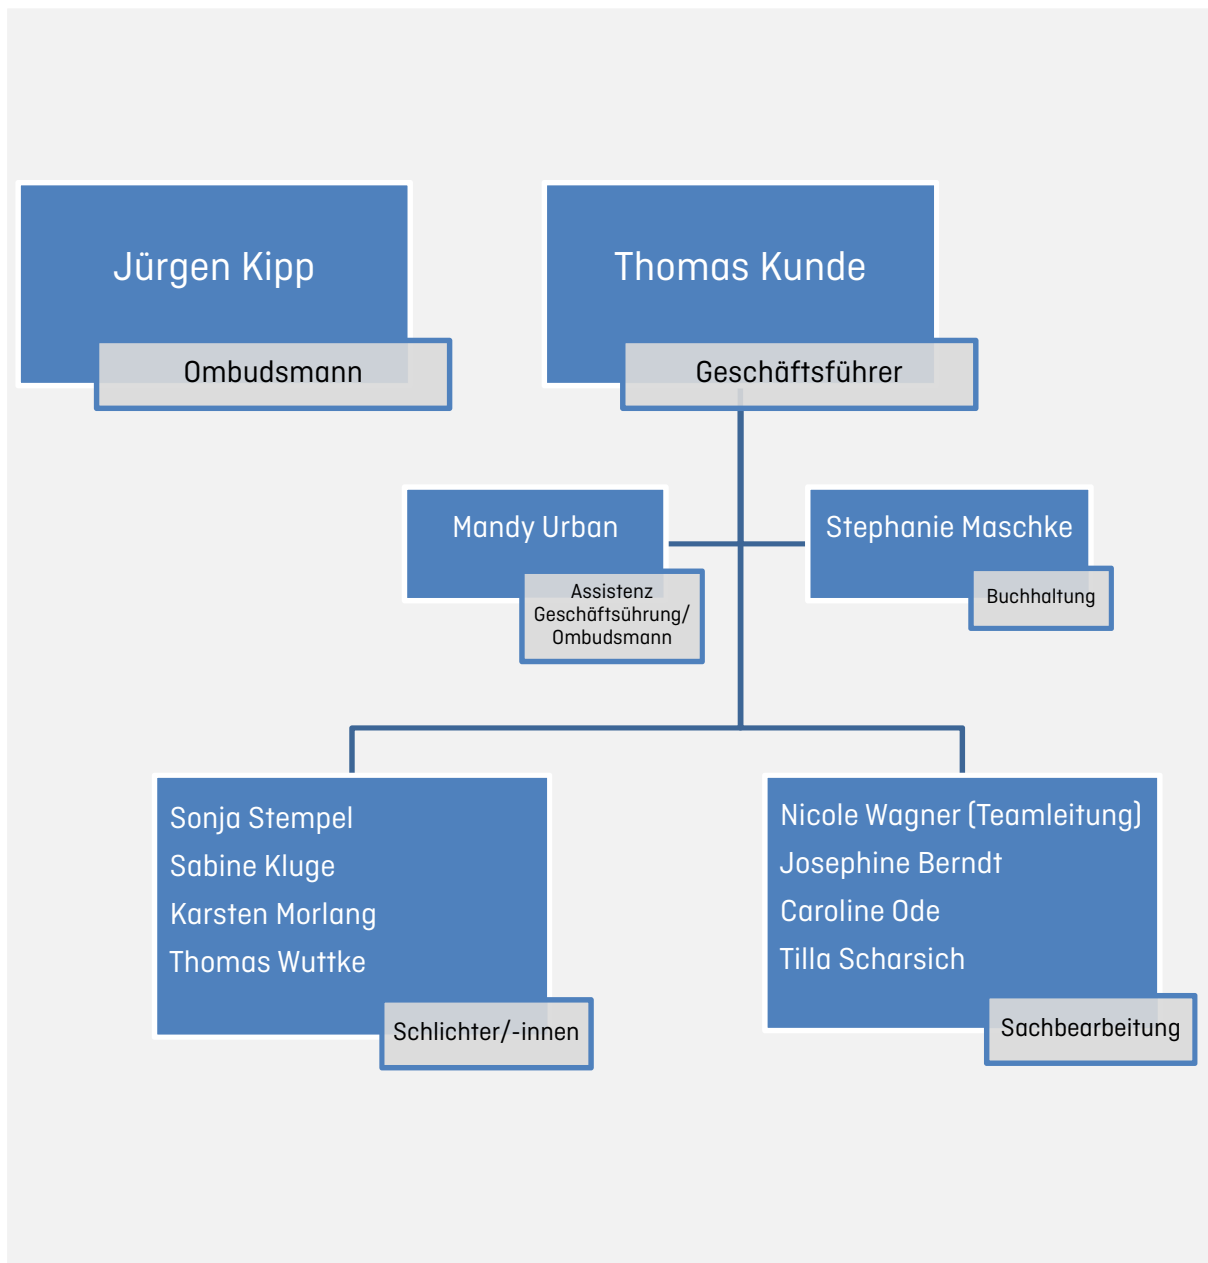 Jürgen Kipp
Ombudsmann
Thomas Kunde
Geschäftsführer
Mandy Urban
Assistenz
Geschäftsührung/
Ombudsmann
Stephanie Maschke
Buchhaltung
Sonja Stempel
Sabine Kluge
Karsten Morlang
Thomas Wuttke
Schlichter/-innen
Nicole Wagner (Teamleitung)
Josephine Berndt
Caroline Ode
Tilla Scharsich
Sachbearbeitung